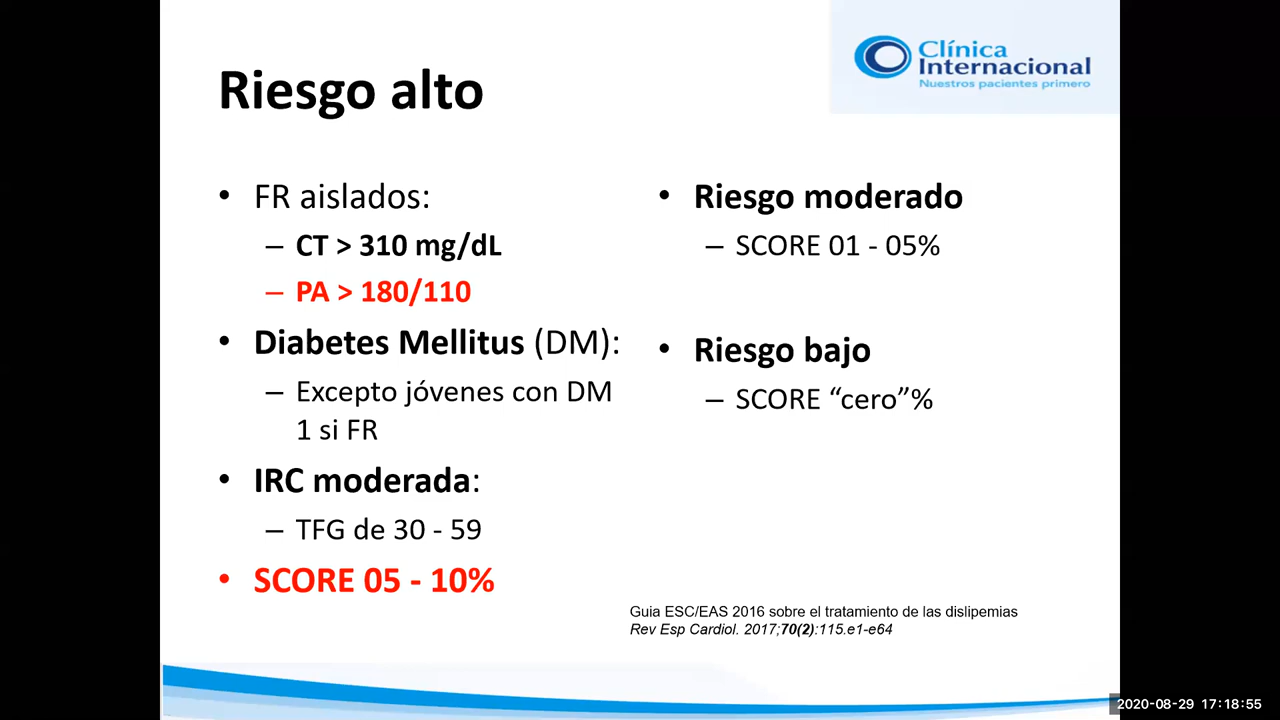 Clínica
Internacional
Nuestros pacientes primero
Riesgo alto
• FR aislados:
– CT > 310 mg/dL
– PA > 180/110
• Diabetes Mellitus (DM):
– Excepto jóvenes con DM
1 si FR
• IRC moderada:
– TFG de 30 - 59
• SCORE 05 - 10%
• Riesgo moderado
– SCORE 01 - 05%
• Riesgo bajo
– SCORE “cero”%
Guia ESC/EAS 2016 sobre el tratamiento de las dislipemias
Rev Esp Cardiol. 2017;70(2):115.e1-e64
2020-08-29 17:18:55